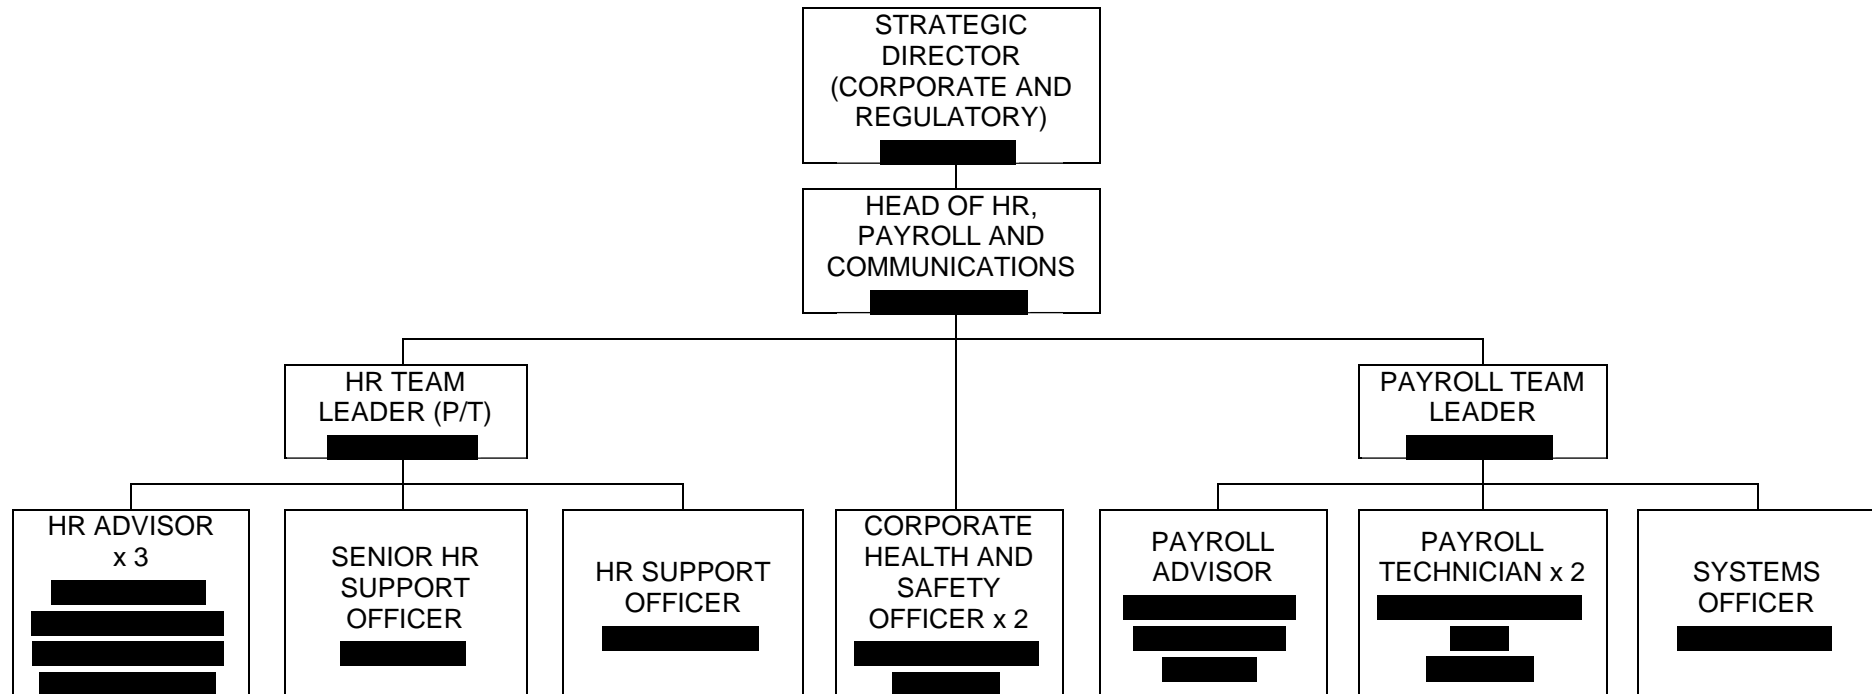 STRATEGIC
DIRECTOR
(CORPORATE AND
REGULATORY)
HEAD OF HR,
PAYROLL AND
COMMUNICATIONS
HR TEAM
LEADER (P/T)
PAYROLL TEAM
LEADER
HR ADVISOR
x 3
SENIOR HR
SUPPORT
OFFICER
HR SUPPORT
OFFICER
CORPORATE
HEALTH AND
SAFETY
OFFICER x 2
PAYROLL
ADVISOR
PAYROLL
TECHNICIAN x 2
SYSTEMS
OFFICER